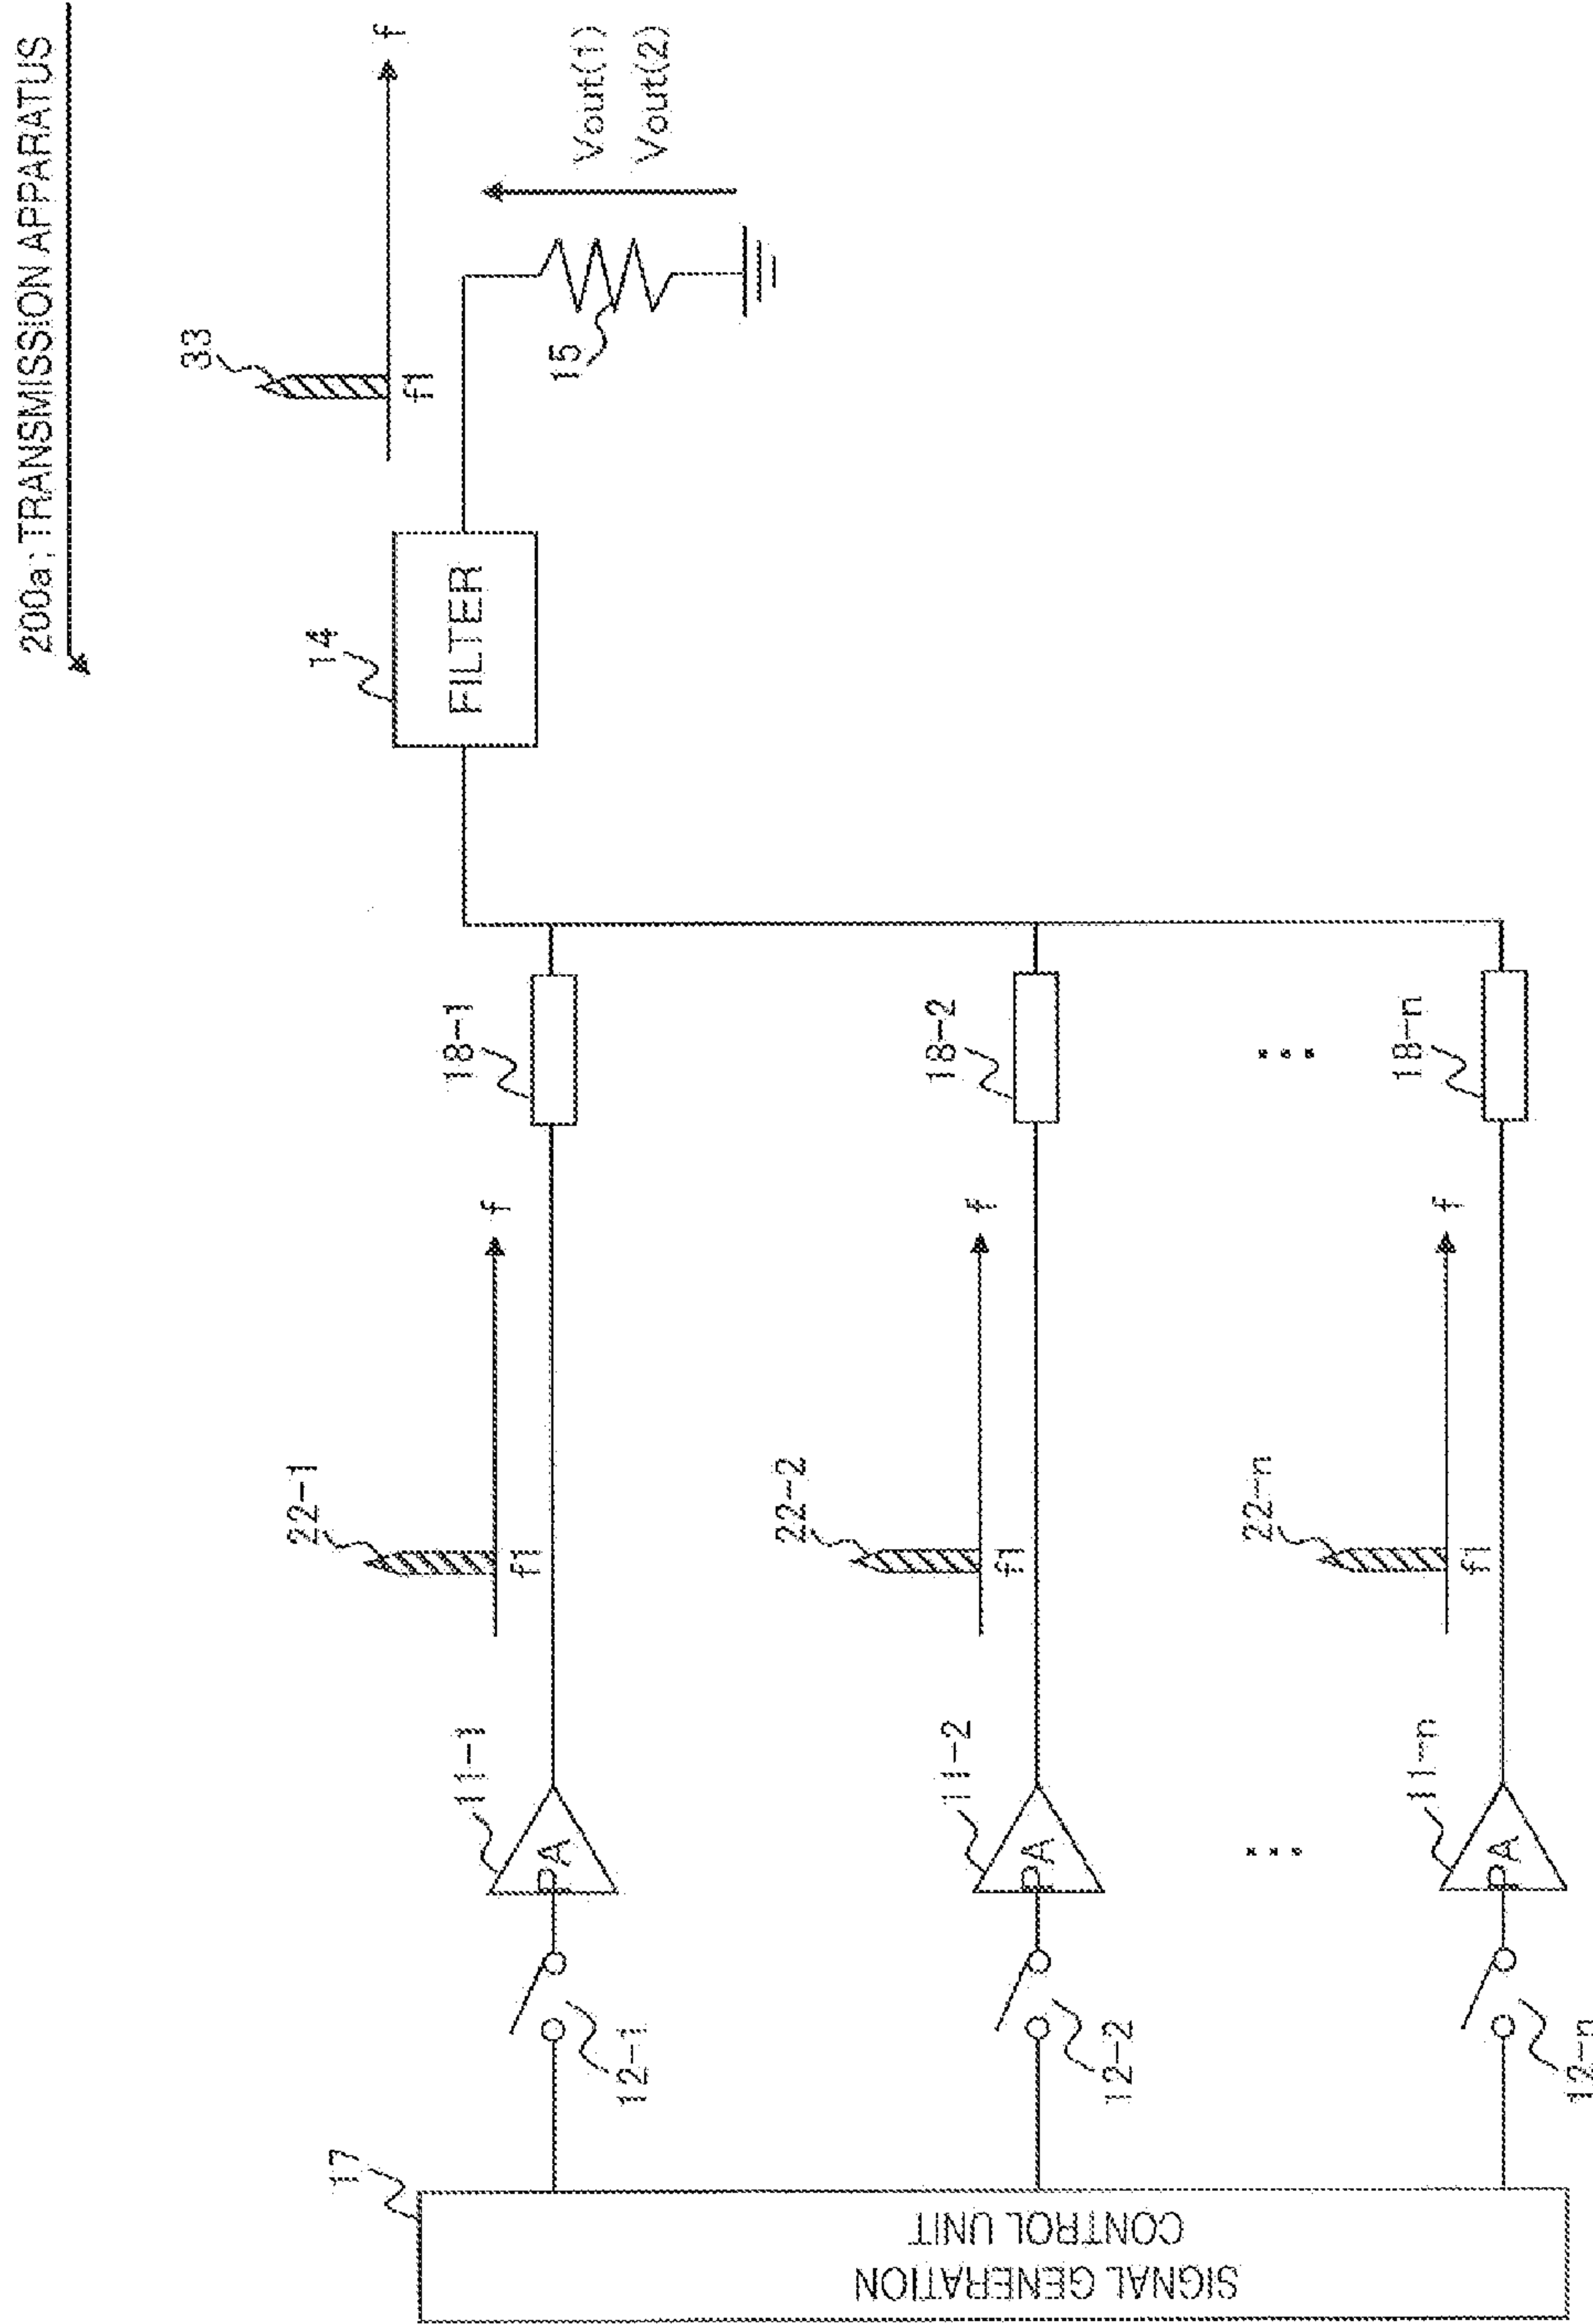 200a: TRANSMISSION APPARATUS
33
f
f1
Vout(1)
Vout(2)
15
14
FILTER
18-1
18-2
...
18-n
22-1
f
f1
22-2
f
f1
22-n
f
f1
11-1
PA
11-2
PA
...
11-n
PA
12-1
12-2
12-n
17
SIGNAL GENERATION
CONTROL UNIT